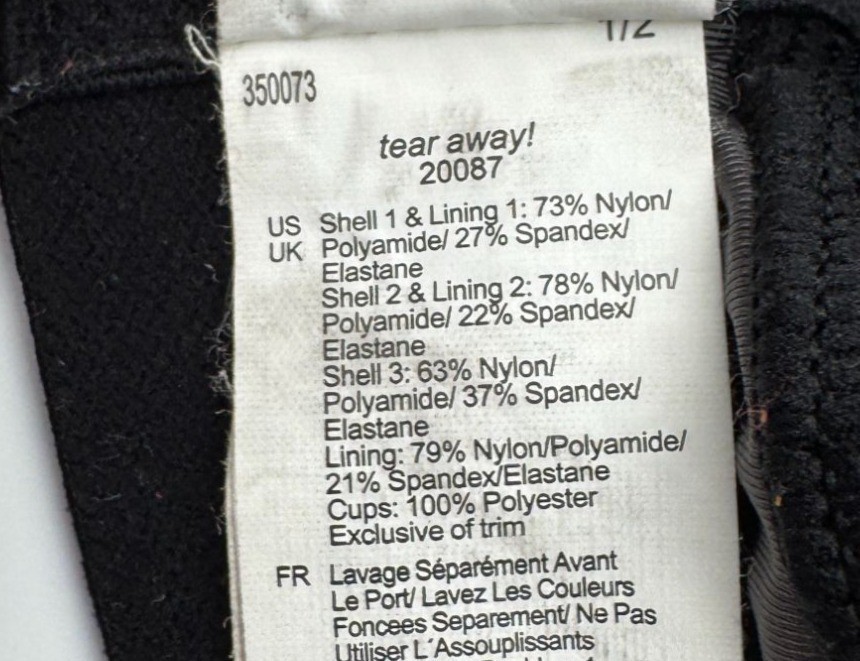 1/2
350073
tear away!
20087
US Shell 1 & Lining 1: 73% Nylon/
UK Polyamide/ 27% Spandex/
Elastane
Shell 2 & Lining 2: 78% Nylon/
Polyamide/ 22% Spandex/
Elastane
Shell 3: 63% Nylon/
Polyamide/ 37% Spandex/
Elastane
Lining: 79% Nylon/Polyamide/
21% Spandex/Elastane
Cups: 100% Polyester
Exclusive of trim
FR Lavage Séparément Avant
Le Port/ Lavez Les Couleurs
Foncees Separement/ Ne Pas
Utiliser L´Assouplissants